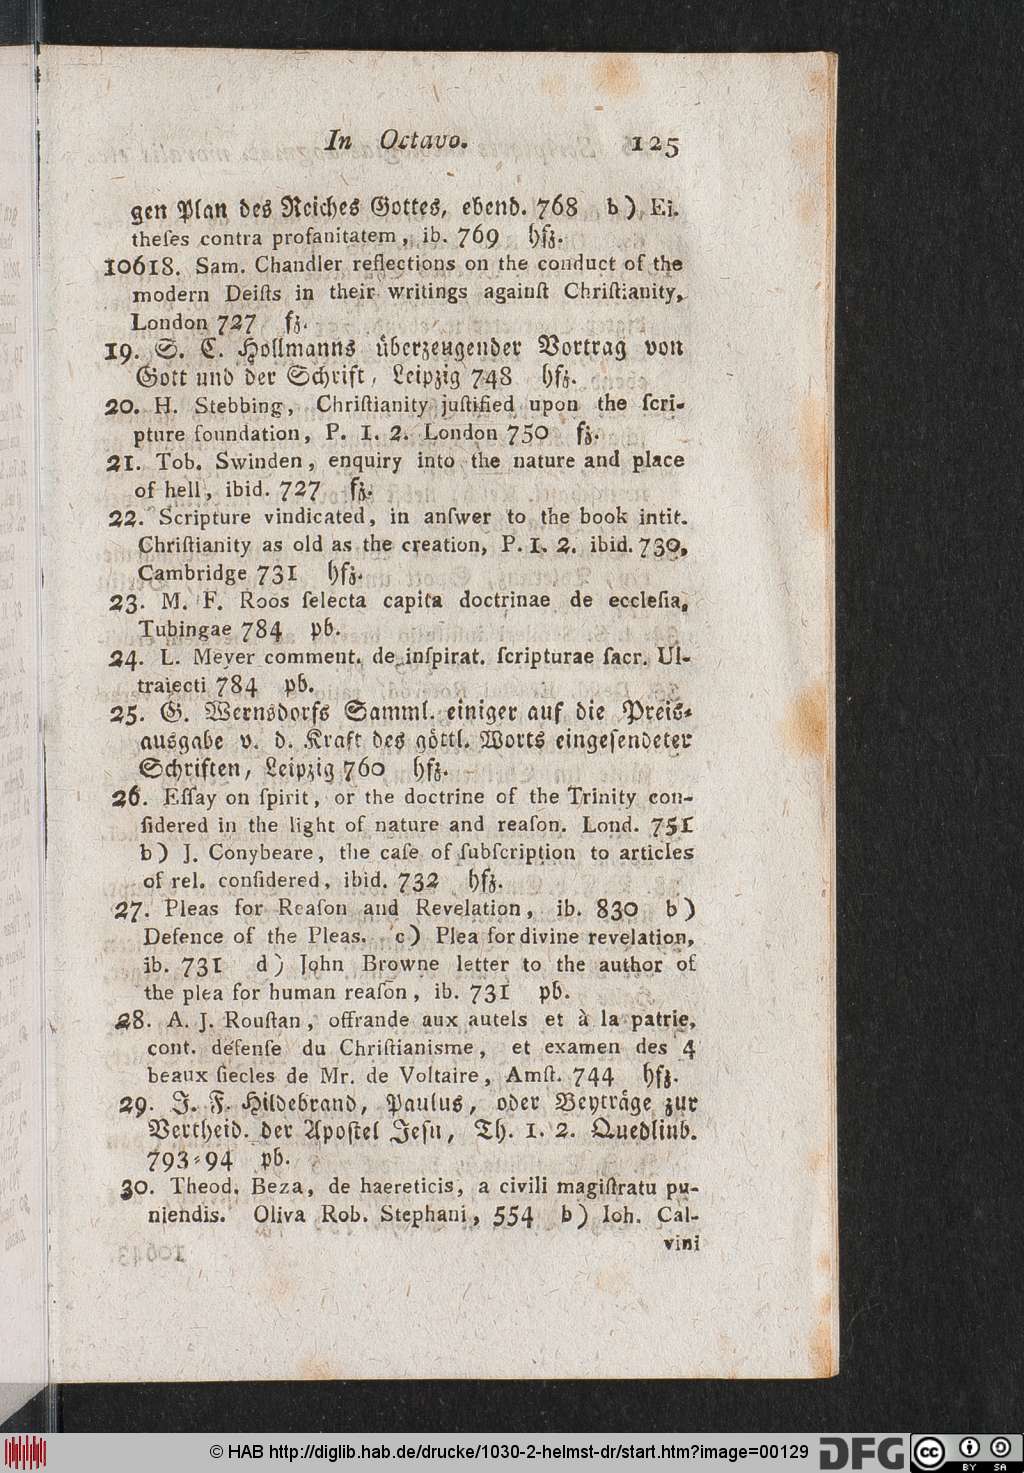 In Octavo. 125
gen Plan des Reiches Gottes, ebend. 768 b) Ei.
theſes contra profanitatem, ib. 769 hfz.
10618. Sam. Chandler reflections on the conduct of the
modern Deiſts in their writings againſt Chriſtianity,
London 727 fz.
19. S. C. Hollmanns überzeugender Vortrag von
Gott und der Schrift, Leipzig 748 hfz.
20. H. Stebbing, Chriſtianity juſtified upon the ſcri-
pture foundation, P. 1. 2. London 750 fz.
21. Tob. Swinden, enquiry into the nature and place
of hell, ibid. 727 fz.
22. Scripture vindicated, in anſwer to the book intit.
Chriſtianity as old as the creation, P. 1. 2. ibid. 730,
Cambridge 731 hfz.
23. M. F. Roos ſelecta capita doctrinae de eccleſia,
Tubingae 784 pb.
24. L. Meyer comment. de inſpirat. ſcripturae ſacr. Ul-
traiecti 784 pb.
25. G. Wernsdorfs Samml. einiger auf die Preis-
ausgabe v. d. Kraft des göttl. Worts eingeſendeter
Schriften, Leipzig 760 hfz.
26. Eſſay on ſpirit, or the doctrine of the Trinity con-
ſidered in the light of nature and reaſon. Lond. 751
b) J. Conybeare, the caſe of ſubſcription to articles
of rel. conſidered, ibid. 732 hfz.
27. Pleas for Reaſon and Revelation, ib. 830 b)
Defence of the Pleas. c) Plea for divine revelation,
ib. 731 d) John Browne letter to the author of
the plea for human reaſon, ib. 731 pb.
28. A. J. Rouſtan, offrande aux autels et à la patrie,
cont. défenſe du Chriſtianisme, et examen des 4
beaux ſiecles de Mr. de Voltaire, Amſt. 744 hfz.
29. J. F. Hildebrand, Paulus, oder Beyträge zur
Vertheid. der Apoſtel Jeſu, Th. 1. 2. Quedlinb.
793-94 pb.
30. Theod. Beza, de haereticis, a civili magiſtratu pu-
niendis. Oliva Rob. Stephani, 554 b) Ioh. Cal-
vini
© HAB http://diglib.hab.de/drucke/1030-2-helmst-dr/start.htm?image=00129
DFG
cc BY SA